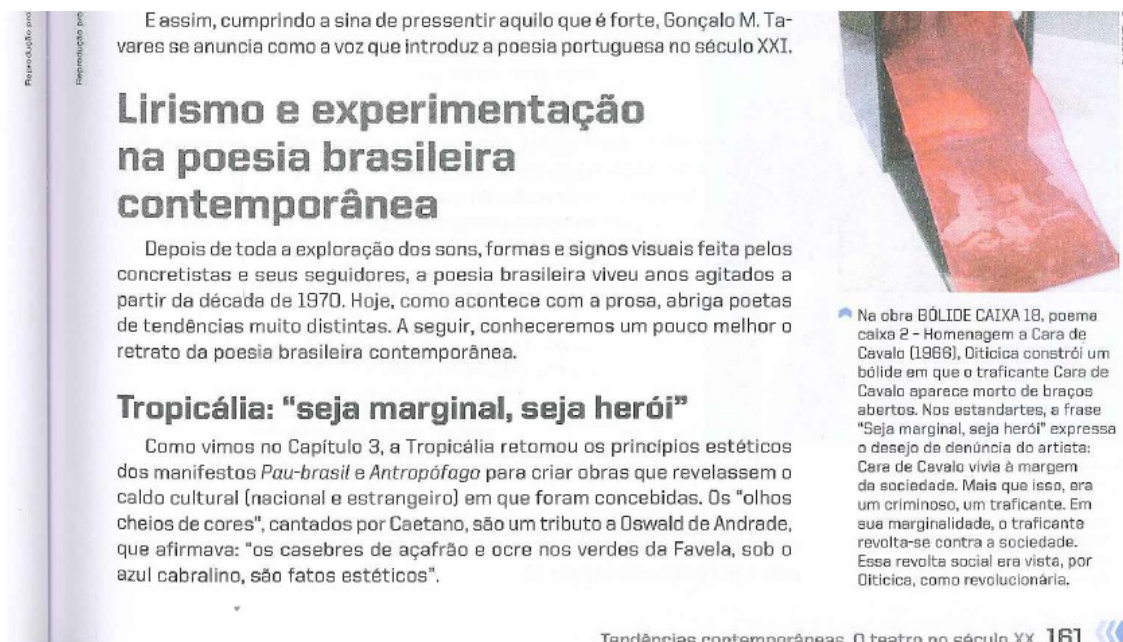 E assim, cumprindo a sina de pressentir aquilo que é forte, Gonçalo M. Ta-
vares se anuncia como a voz que introduz a poesia portuguesa no século XXI.
Lirismo e experimentação
na poesia brasileira
contemporânea
Depois de toda a exploração dos sons, formas e signos visuais feita pelos
concretistas e seus seguidores, a poesia brasileira viveu anos agitados a
partir da década de 1970. Hoje, como acontece com a prosa, abriga poetas
de tendências muito distintas. A seguir, conheceremos um pouco melhor o
retrato da poesia brasileira contemporânea.
Tropicália: “seja marginal, seja herói”
Como vimos no Capítulo 3, a Tropicália retomou os princípios estéticos
dos manifestos Pau-brasil e Antropófago para criar obras que revelassem o
caldo cultural (nacional e estrangeiro) em que foram concebidas. Os "olhos
cheios de cores", cantados por Caetano, são um tributo a Oswald de Andrade,
que afirmava: "os casebres de açafrão e ocre nos verdes da Favela, sob o
azul cabralino, são fatos estéticos".
Na obra BÓLIDE CAIXA 18, poema
caixa 2 – Homenagem a Cara de
Cavalo (1966), Oiticica constrói um
bólide em que o traficante Cara de
Cavalo aparece morto de braços
abertos. Nos estandartes, a frase
"Seja marginal, seja herói" expressa
o desejo de denúncia do artista:
Cara de Cavalo vivia à margem
da sociedade. Mais que isso, era
um criminoso, um traficante. Em
sua marginalidade, o traficante
revolta-se contra a sociedade.
Essa revolta social era vista, por
Oiticica, como revolucionária.
Tendências contemporâneas. O teatro no século XX 161
Reprodução pro
Reprodução pro